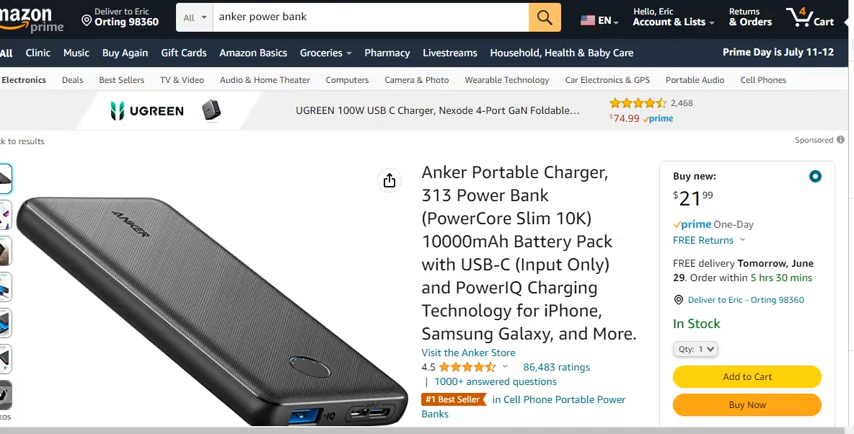 amazon
prime
Deliver to Eric
Orting 98360
All
anker power bank
EN
Hello, Eric
Account & Lists
Returns
& Orders
4
Cart
All Clinic Music Buy Again Gift Cards Amazon Basics Groceries Pharmacy Livestreams Household, Health & Baby Care Prime Day is July 11-12
Electronics Deals Best Sellers TV & Video Audio & Home Theater Computers Camera & Photo Wearable Technology Car Electronics & GPS Portable Audio Cell Phones
UGREEN
UGREEN 100W USB C Charger, Nexode 4-Port GaN Foldable…
2,468
$74.99 prime
Sponsored
ck to results
ANKER
IQ
EOS
Anker Portable Charger,
313 Power Bank
(PowerCore Slim 10K)
10000mAh Battery Pack
with USB-C (Input Only)
and PowerIQ Charging
Technology for iPhone,
Samsung Galaxy, and More.
Visit the Anker Store
4.5 86,483 ratings
| 1000+ answered questions
#1 Best Seller in Cell Phone Portable Power
Banks
Buy new:
$21 99
prime One-Day
FREE Returns
FREE delivery Tomorrow, June
29. Order within 5 hrs 30 mins
Deliver to Eric - Orting 98360
In Stock
Qty: 1
Add to Cart
Buy Now